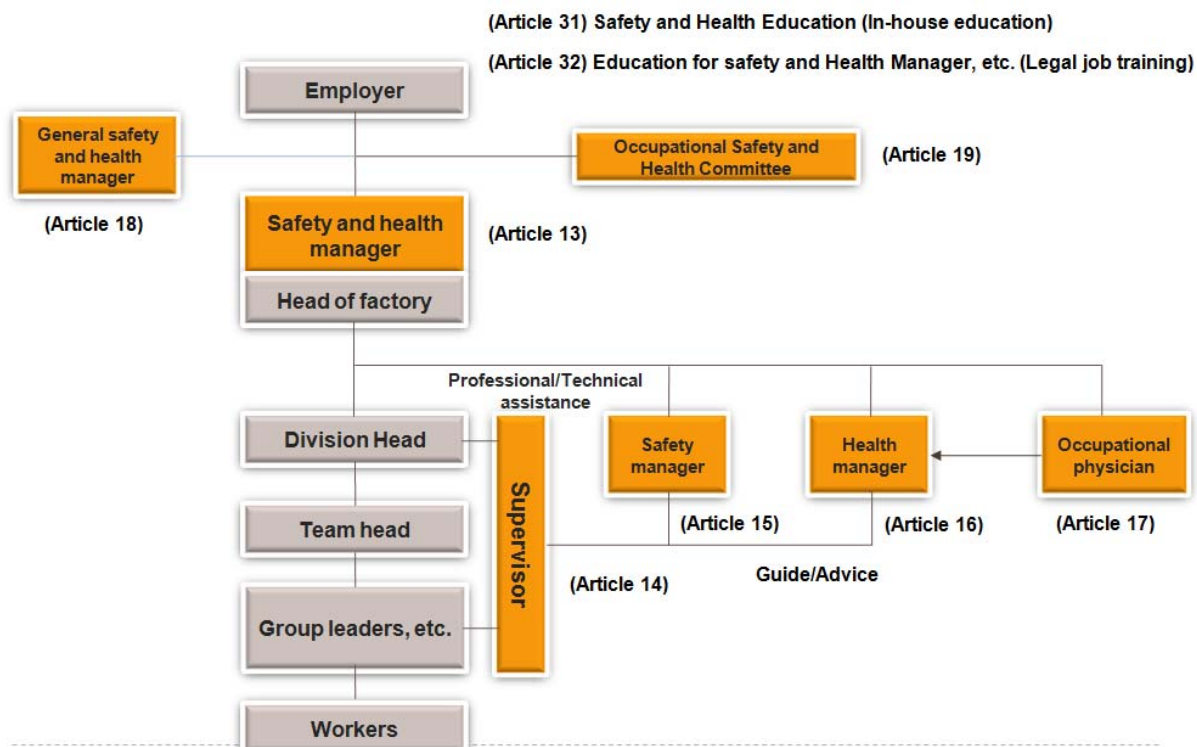 (Article 31) Safety and Health Education (In-house education)
(Article 32) Education for safety and Health Manager, etc. (Legal job training)
Employer
General safety
and health
manager
(Article 18)
Occupational Safety and
Health Committee
(Article 19)
Safety and health
manager
(Article 13)
Head of factory
Professional/Technical
assistance
Division Head
Team head
Group leaders, etc.
Workers
Supervisor
(Article 14)
Safety
manager
(Article 15)
Health
manager
(Article 16)
Occupational
physician
(Article 17)
Guide/Advice